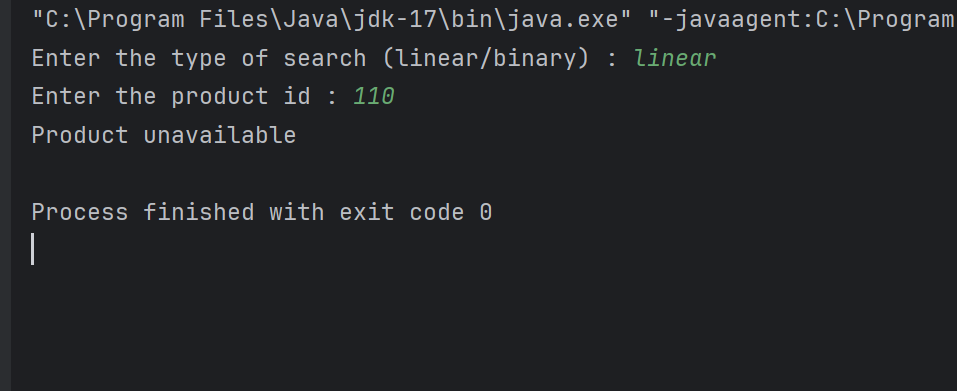 "C:\Program Files\Java\jdk-17\bin\java.exe" "-javaagent:C:\Program
Enter the type of search (linear/binary) : linear
Enter the product id : 110
Product unavailable
Process finished with exit code 0